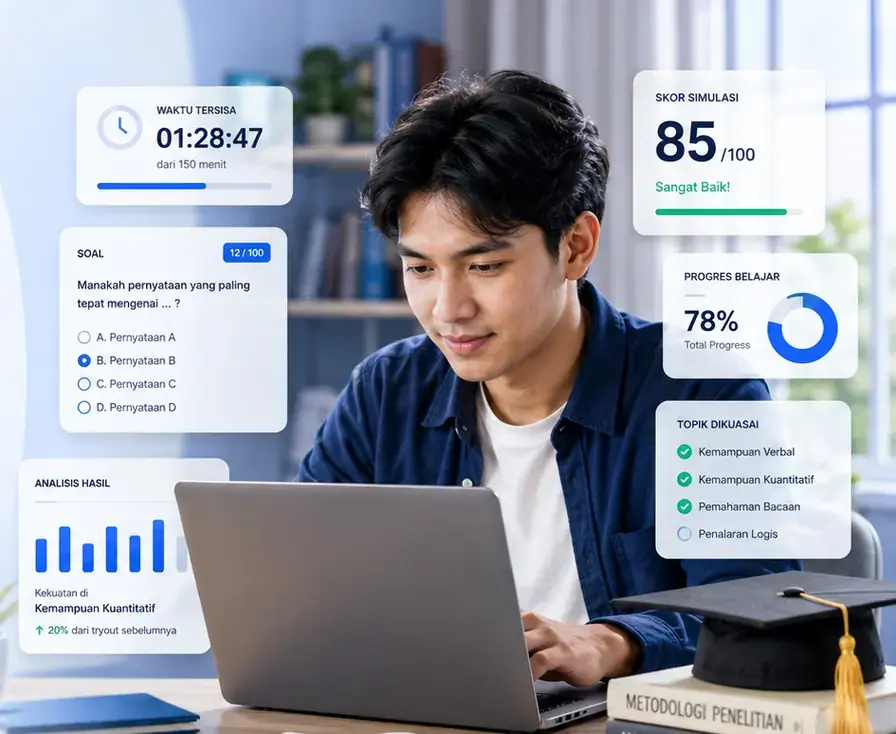 WAKTU TERSISA
01:28:47
dari 150 menit
SOAL
12 / 100
Manakah pernyataan yang paling
tepat mengenai ... ?
A. Pernyataan A
B. Pernyataan B
C. Pernyataan C
D. Pernyataan D
ANALISIS HASIL
Kekuatan di
Kemampuan Kuantitatif
↑ 20% dari tryout sebelumnya
SKOR SIMULASI
85 /100
Sangat Baik!
PROGRES BELAJAR
78%
Total Progress
TOPIK DIKUASAI
Kemampuan Verbal
Kemampuan Kuantitatif
Pemahaman Bacaan
Penalaran Logis
METODOLOGI PENELITIAN